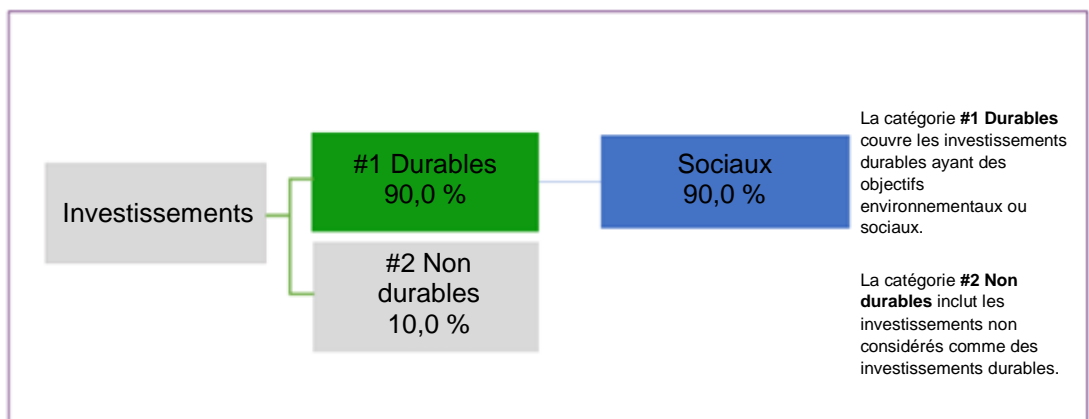 Investissements
#1 Durables
90,0 %
Sociaux
90,0 %
#2 Non
durables
10,0 %
La catégorie #1 Durables
couvre les investissements
durables ayant des
objectifs
environnementaux ou
sociaux.
La catégorie #2 Non
durables inclut les
investissements non
considérés comme des
investissements durables.